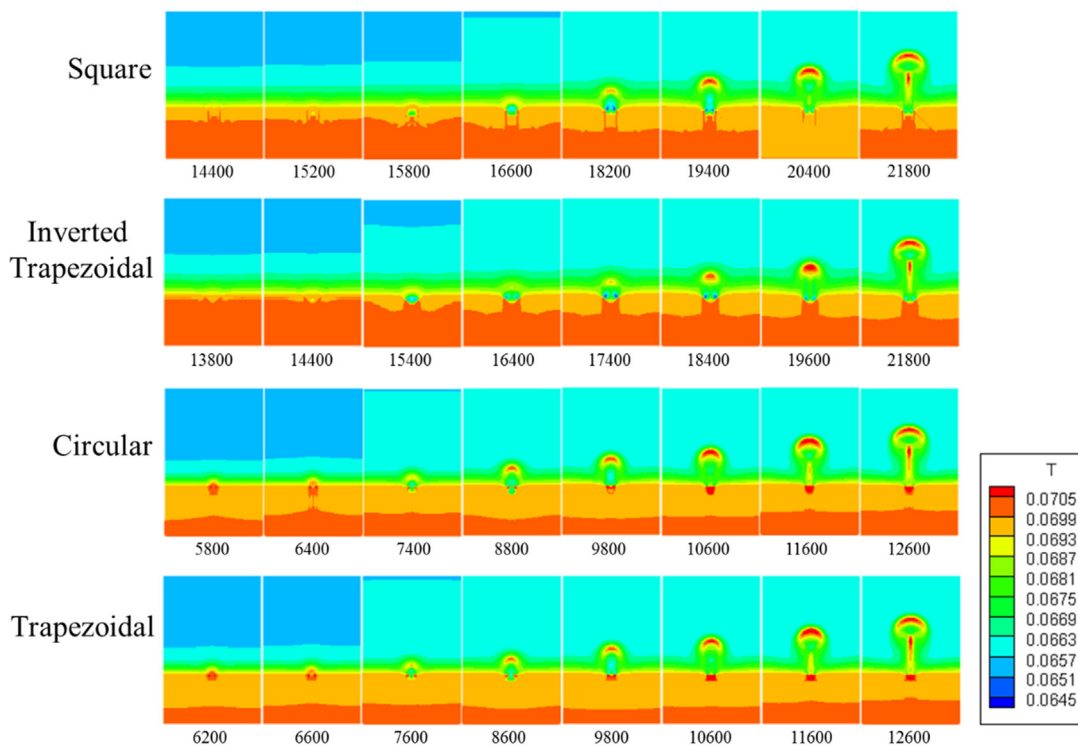 Square
14400 15200 15800 16600 18200 19400 20400 21800
Inverted
Trapezoidal
13800 14400 15400 16400 17400 18400 19600 21800
Circular
5800 6400 7400 8800 9800 10600 11600 12600
Trapezoidal
6200 6600 7600 8600 9800 10600 11600 12600
T
0.0705
0.0699
0.0693
0.0687
0.0681
0.0675
0.0669
0.0663
0.0657
0.0651
0.0645